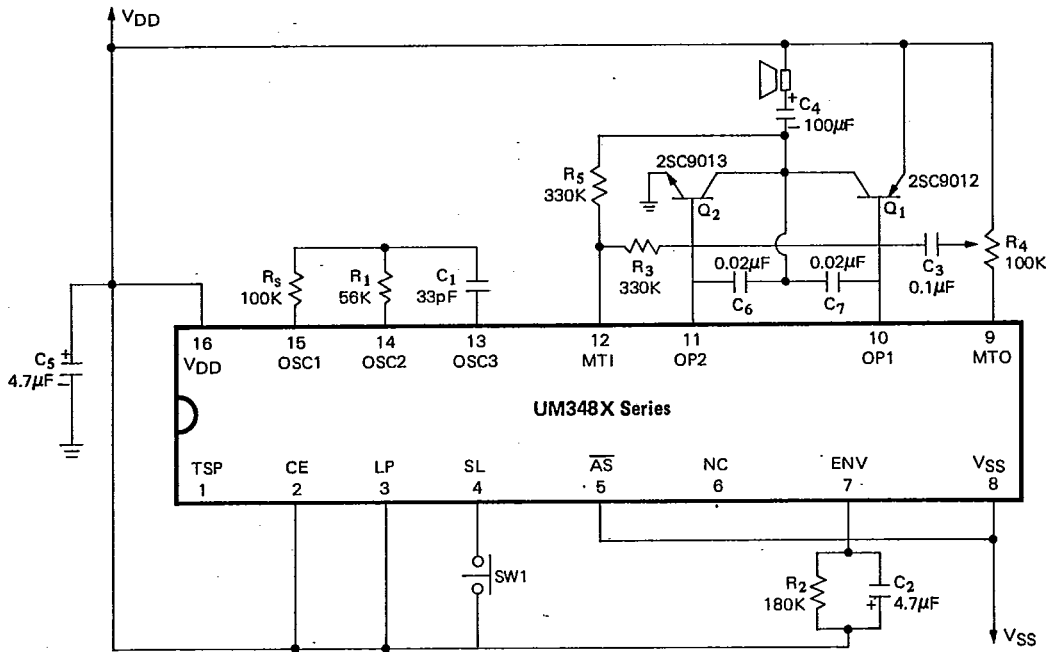 VDD
+ C4
100µF
2SC9013
R5
330K
Q2
2SC9012
Q1
RS
100K
R1
56K
C1
33pF
R3
330K
0.02µF
C6
0.02µF
C7
C3
0.1µF
R4
100K
C5 +
4.7µF
16 15 14 13 12 11 10 9
VDD OSC1 OSC2 OSC3 MTI OP2 OP1 MTO
UM348X Series
TSP CE LP SL AS NC ENV VSS
1 2 3 4 5 6 7 8
SW1
R2
180K
C2
+ 4.7µF
VSS